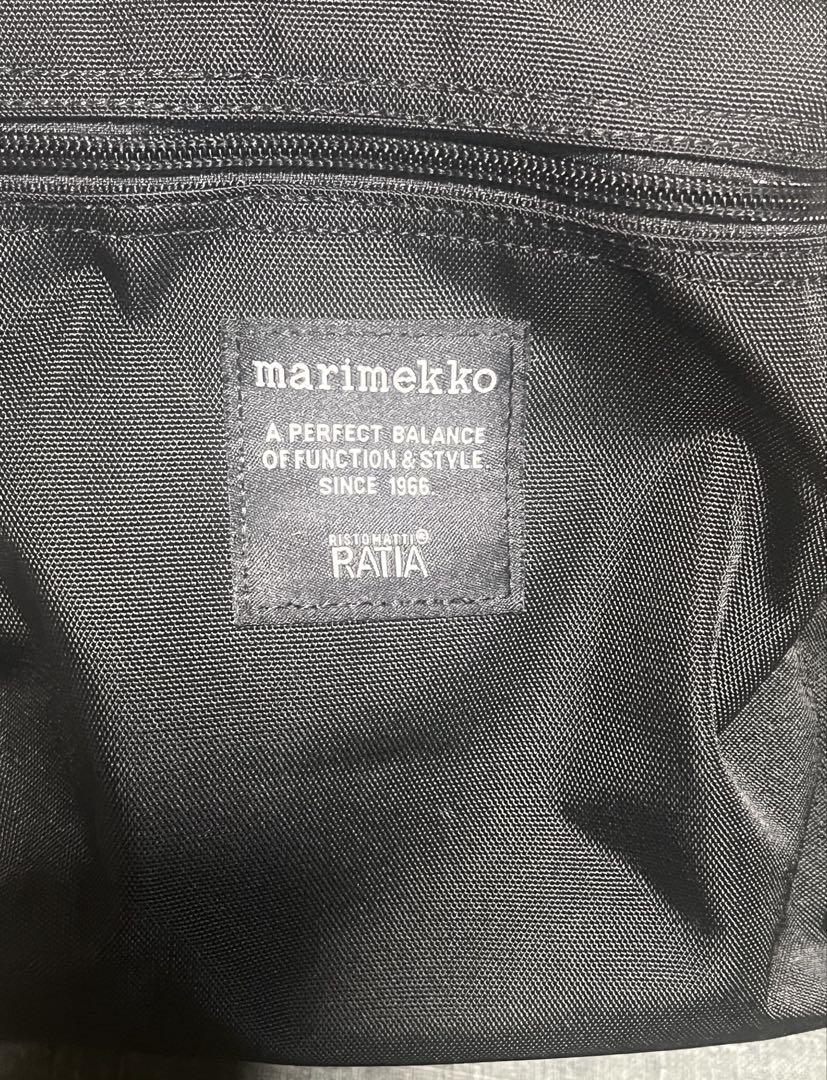 marimekko
A PERFECT BALANCE
OF FUNCTION & STYLE.
SINCE 1966.
RISTOMATTI®
RATIA